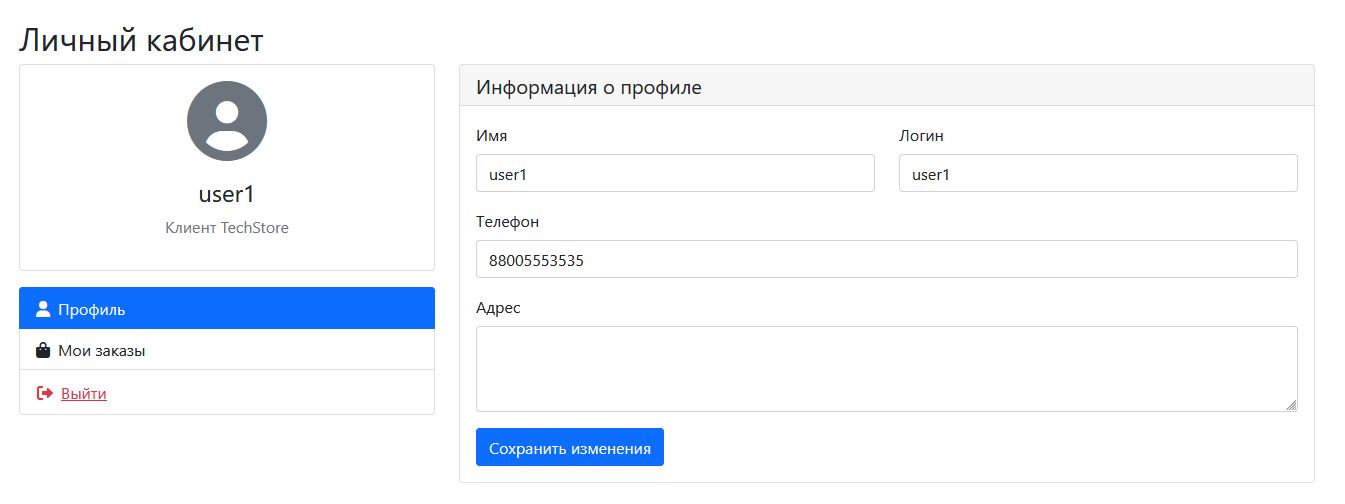 Личный кабинет
user1
Клиент TechStore
Профиль
Мои заказы
Выйти
Информация о профиле
Имя
Логин
user1
user1
Телефон
88005553535
Адрес
Сохранить изменения